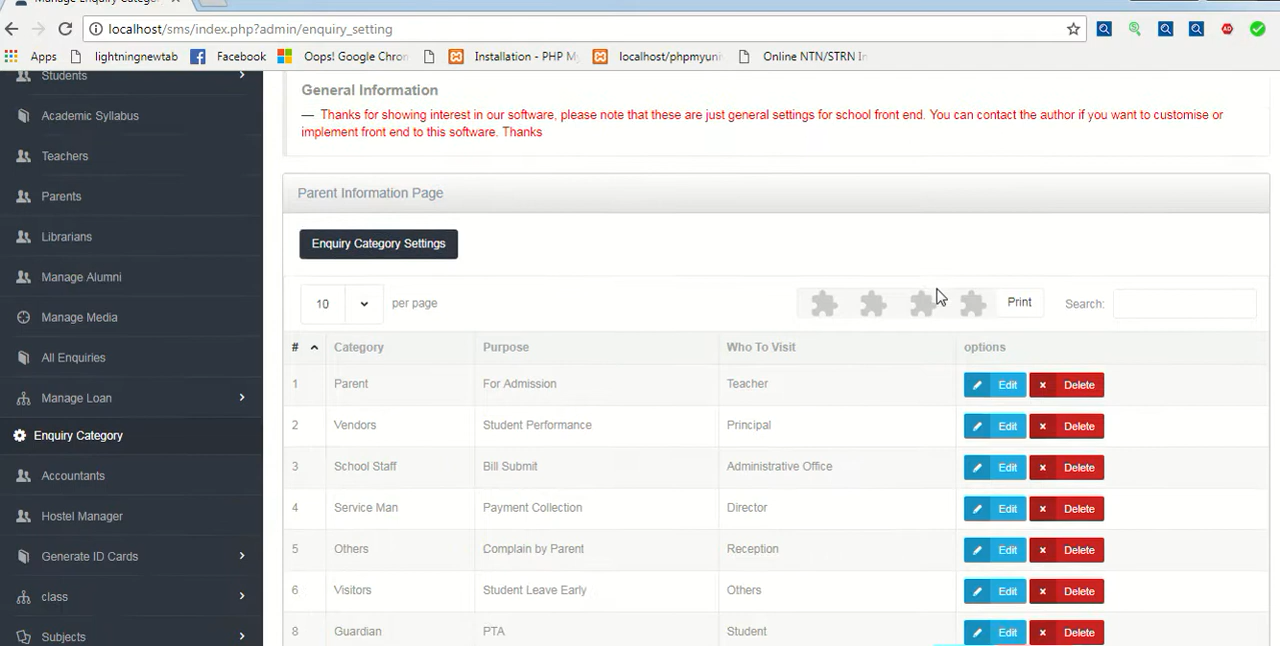 Manage Enquiry Catego
localhost/sms/index.php?admin/enquiry_setting
Apps lightningnewtab Facebook Oops! Google Chron Installation - PHP My localhost/phpmyuni Online NTN/STRN In
General Information
— Thanks for showing interest in our software, please note that these are just general settings for school front end. You can contact the author if you want to customise or
implement front end to this software. Thanks
Parent Information Page
Enquiry Category Settings
10 per page Print Search:
# Category Purpose Who To Visit options
1 Parent For Admission Teacher Edit × Delete
2 Vendors Student Performance Principal Edit × Delete
3 School Staff Bill Submit Administrative Office Edit × Delete
4 Service Man Payment Collection Director Edit × Delete
5 Others Complain by Parent Reception Edit × Delete
6 Visitors Student Leave Early Others Edit × Delete
8 Guardian PTA Student Edit × Delete
Students
Academic Syllabus
Teachers
Parents
Librarians
Manage Alumni
Manage Media
All Enquiries
Manage Loan
Enquiry Category
Accountants
Hostel Manager
Generate ID Cards
class
Subjects